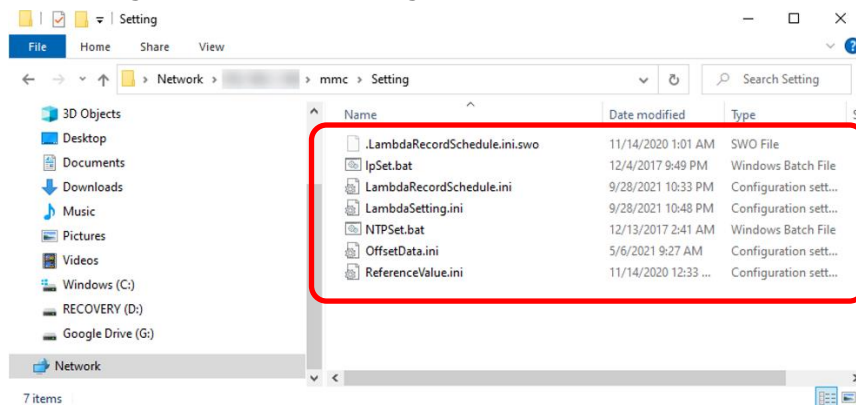 Setting
File Home Share View
Network > mmc > Setting
Search Setting
3D Objects
Desktop
Documents
Downloads
Music
Pictures
Videos
Windows (C:)
RECOVERY (D:)
Google Drive (G:)
Network
Name Date modified Type
.LambdaRecordSchedule.ini.swo 11/14/2020 1:01 AM SWO File
IpSet.bat 12/4/2017 9:49 PM Windows Batch File
LambdaRecordSchedule.ini 9/28/2021 10:33 PM Configuration sett...
LambdaSetting.ini 9/28/2021 10:48 PM Configuration sett...
NTPSet.bat 12/13/2017 2:41 AM Windows Batch File
OffsetData.ini 5/6/2021 9:27 AM Configuration sett...
ReferenceValue.ini 11/14/2020 12:33 ... Configuration sett...
7 items